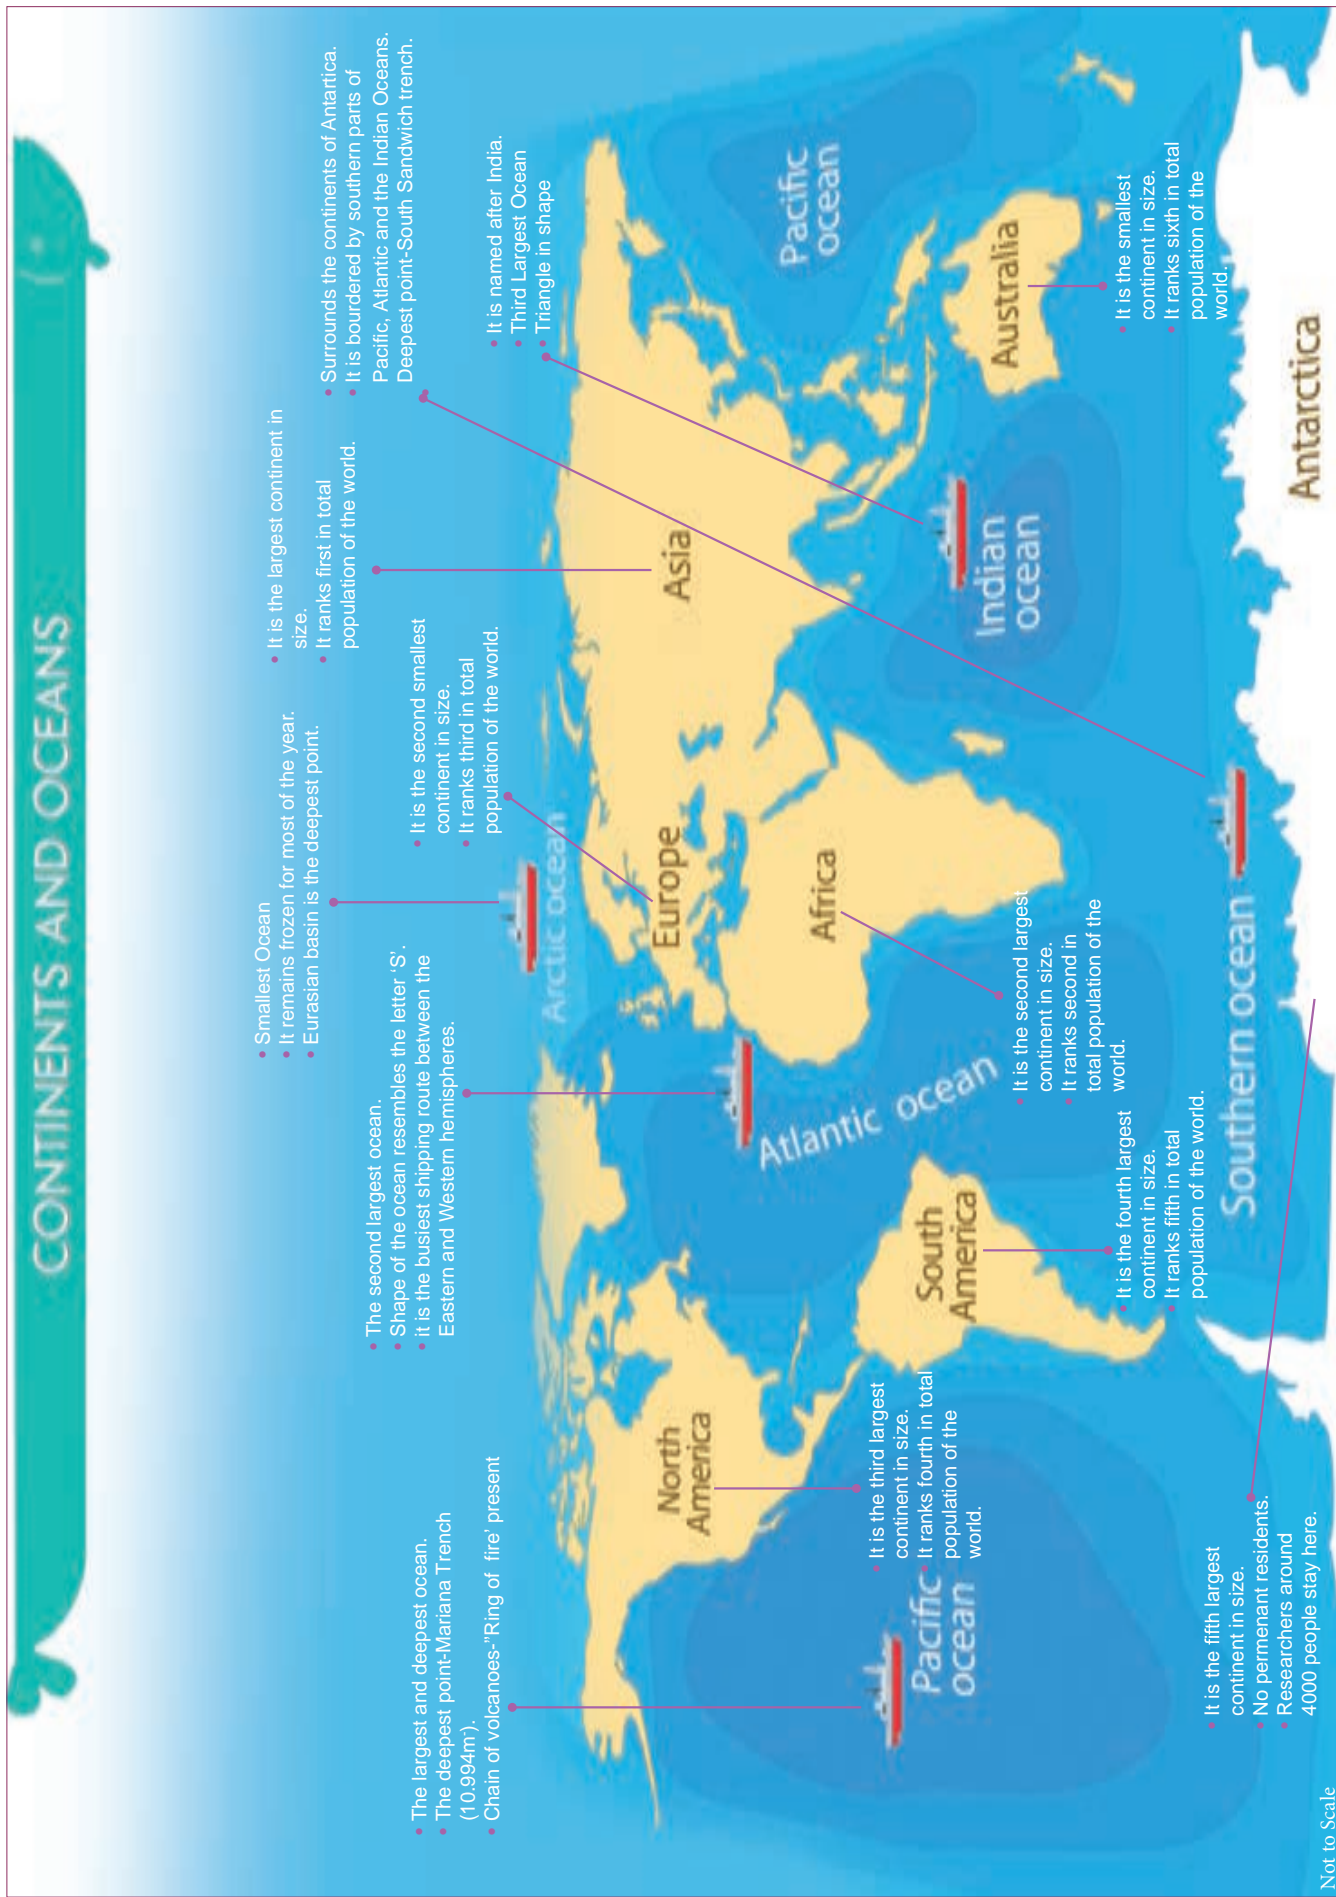 CONTINENTS AND OCEANS
• Smallest Ocean
• It remains frozen for most of the year.
• Eurasian basin is the deepest point.
• It is the largest continent in
size.
• It ranks first in total
population of the world.
• Surrounds the continents of Antartica.
• It is bourdered by southern parts of
Pacific, Atlantic and the Indian Oceans.
Deepest point-South Sandwich trench.
• The second largest ocean.
• Shape of the ocean resembles the letter ‘S’.
• it is the busiest shipping route between the
Eastern and Western hemispheres.
• The largest and deepest ocean.
• The deepest point-Mariana Trench
(10.994m).
• Chain of volcanoes-”Ring of fire’ present
• It is the second smallest
continent in size.
• It ranks third in total
population of the world.
• It is named after India.
• Third Largest Ocean
• Triangle in shape
Arctic ocean
North
America
Europe
Asia
Pacific
ocean
Atlantic ocean
Africa
• It is the third largest
continent in size.
• It ranks fourth in total
population of the
world.
Pacific
ocean
South
America
Indian
ocean
Australia
• It is the second largest
continent in size.
• It ranks second in
total population of the
world.
• It is the fourth largest
continent in size.
• It ranks fifth in total
population of the world.
• It is the smallest
continent in size.
• It ranks sixth in total
population of the
world.
Southern ocean
• It is the fifth largest
continent in size.
• No permenant residents.
• Researchers around
4000 people stay here.
Antarctica
Not to Scale